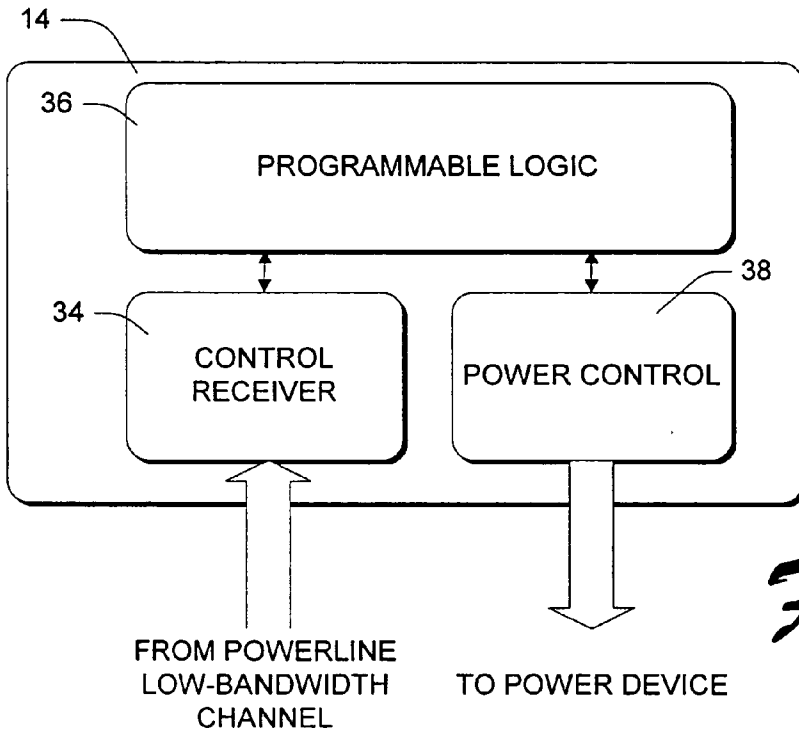 14
36
PROGRAMMABLE LOGIC
38
34
CONTROL
RECEIVER
POWER CONTROL
FROM POWERLINE
LOW-BANDWIDTH
CHANNEL
TO POWER DEVICE